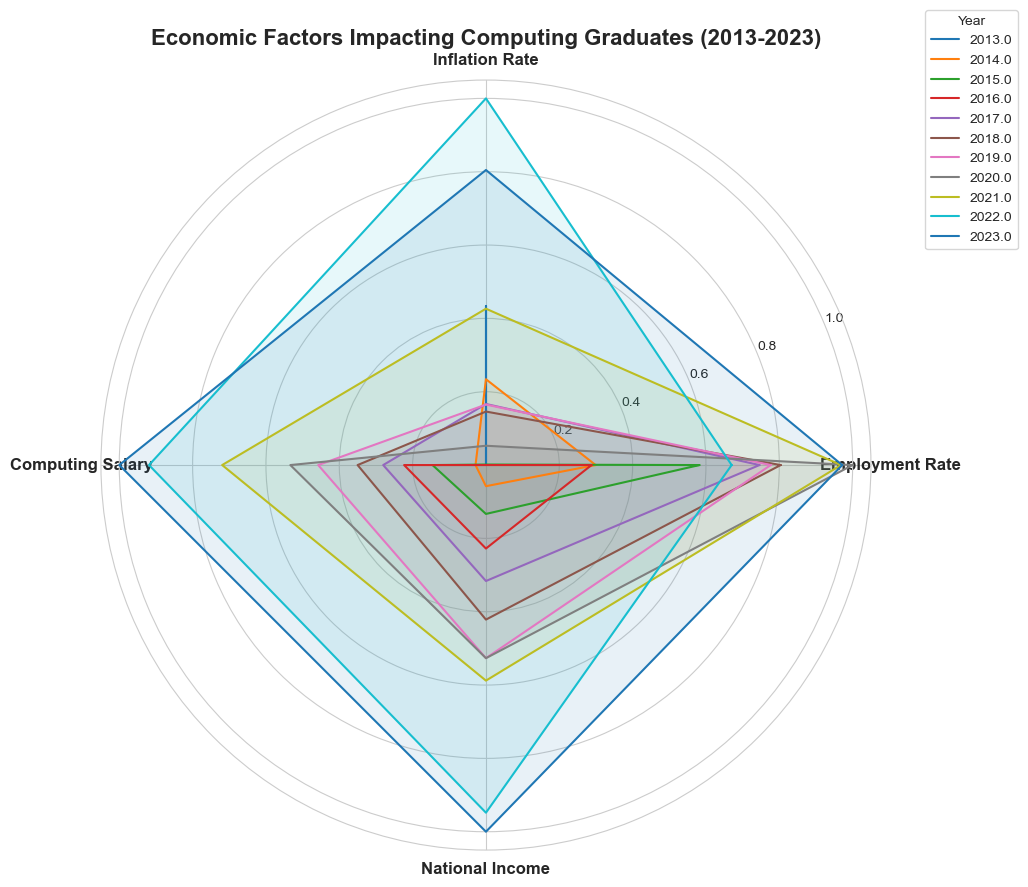 Economic Factors Impacting Computing Graduates (2013-2023)
Inflation Rate
Year
2013.0
2014.0
2015.0
2016.0
2017.0
2018.0
2019.0
2020.0
2021.0
2022.0
2023.0
1.0
0.8
0.6
0.4
0.2
Computing Salary
Employment Rate
National Income